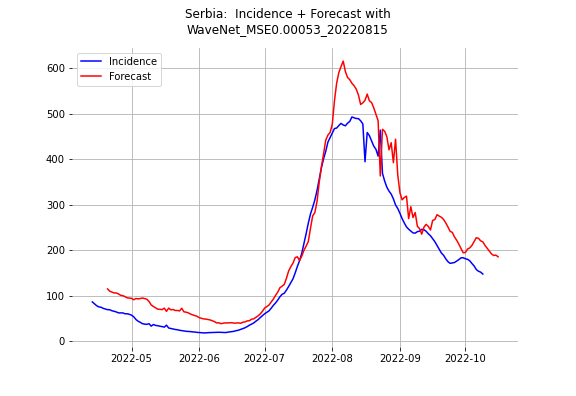 Serbia:  Incidence + Forecast with
WaveNet_MSE0.00053_20220815
Incidence
Forecast
600
500
400
300
200
100
0
2022-05 2022-06 2022-07 2022-08 2022-09 2022-10